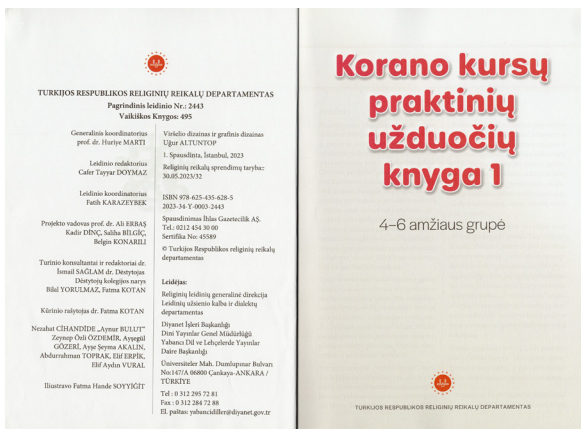 TURKIJOS RESPUBLIKOS RELIGINIŲ REIKALŲ DEPARTAMENTAS
Pagrindinis leidinio Nr.: 2443
Vaikiškos Knygos: 495
Generalinis koordinatorius
prof. dr. Huriye MARTI
Leidinio redaktorius
Cafer Tayyar DOYMAZ
Leidinio koordinatorius
Fatih KARAZEYBEK
Projekto vadovas prof. dr. Ali ERBAŞ
Kadir DİNÇ, Saliha BİLGİÇ,
Belgin KONARILI
Turinio konsultantai ir redaktoriai dr.
İsmail SAĞLAM dr. Dėstytojas
Dėstytojų kolegijos narys
Bilal YORULMAZ, Fatma KOTAN
Kūrinio rašytojas dr. Fatma KOTAN
Nezahat CİHANDİDE „Aynur BULUT"
Zeynep Özlü ÖZDEMİR, Ayşegül
GÖZERİ, Ayşe Şeyma AKALIN,
Abdurrahman TOPRAK, Elif ERPİK,
Elif Aydın VURAL
Iliustravo Fatma Hande SOYYİĞİT
Viršelio dizainas ir grafinis dizainas
Uğur ALTUNTOP
1. Spausdinta, İstanbul, 2023
Religinių reikalų sprendimų taryba::
30.05.2023/32
ISBN 978-625-435-628-5
2023-34-Y-0003-2443
Spausdinimas İhlas Gazetecilik AŞ.
Tel.: 0212 454 30 00
Sertifika No: 45589
© Turkijos Respublikos religinių reikalų
departamentas
Leidėjas:
Religinių leidinių generalinė direkcija
Leidinių užsienio kalba ir dialektų
departamentas
Diyanet İşleri Başkanlığı
Dini Yayınlar Genel Müdürlüğü
Yabancı Dil ve Lehçelerde Yayınlar
Daire Başkanlığı
Üniversiteler Mah. Dumlupınar Bulvarı
No:147/A 06800 Çankaya-ANKARA /
TÜRKİYE
Tel : 0 312 295 72 81
Fax : 0 312 284 72 88
El. paštas: yabancidiller@diyanet.gov.tr
Korano kursų
praktinių
užduočių
knyga 1
4–6 amžiaus grupė
TURKIJOS RESPUBLIKOS RELIGINIŲ REIKALŲ DEPARTAMENTAS